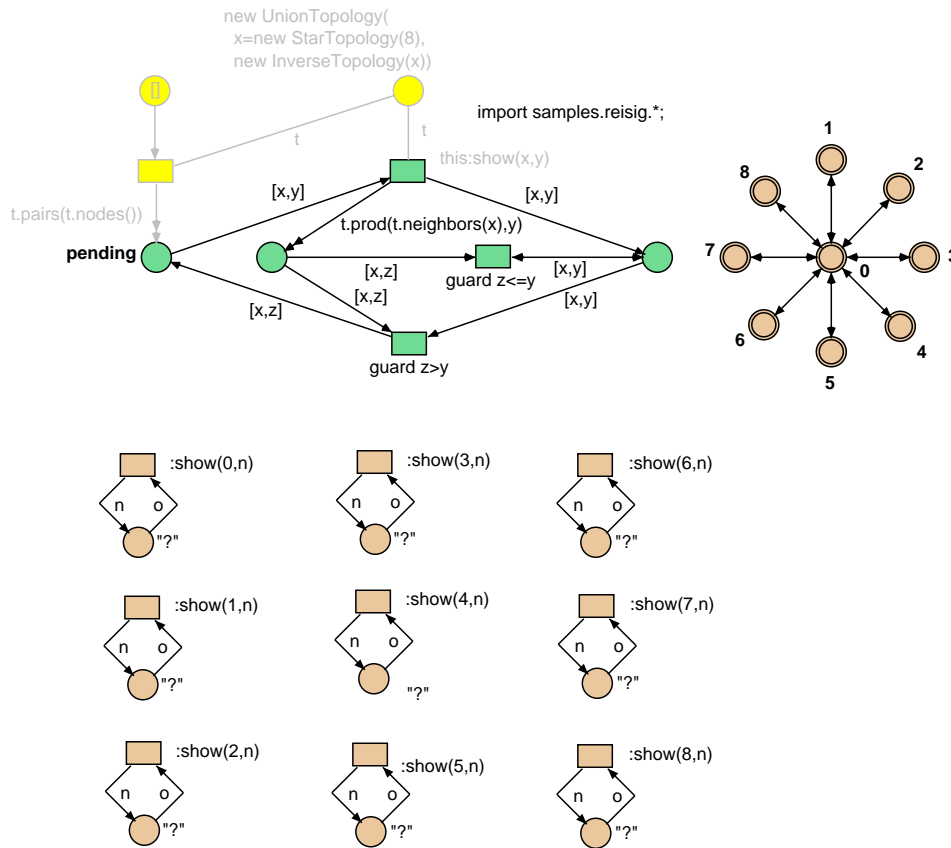 new UnionTopology(
x=new StarTopology(8),
new InverseTopology(x))
[]
import samples.reisig.*;
t
t
this:show(x,y)
[x,y]
[x,y]
t.pairs(t.nodes())
t.prod(t.neighbors(x),y)
pending
[x,z]
[x,y]
guard z<=y
[x,z]
[x,z]
[x,y]
guard z>y
1
2
8
7
0
3
6
4
5
:show(0,n)
n
o
"?"
:show(3,n)
n
o
"?"
:show(6,n)
n
o
"?"
:show(1,n)
n
o
"?"
:show(4,n)
n
o
"?"
:show(7,n)
n
o
"?"
:show(2,n)
n
o
"?"
:show(5,n)
n
o
"?"
:show(8,n)
n
o
"?"